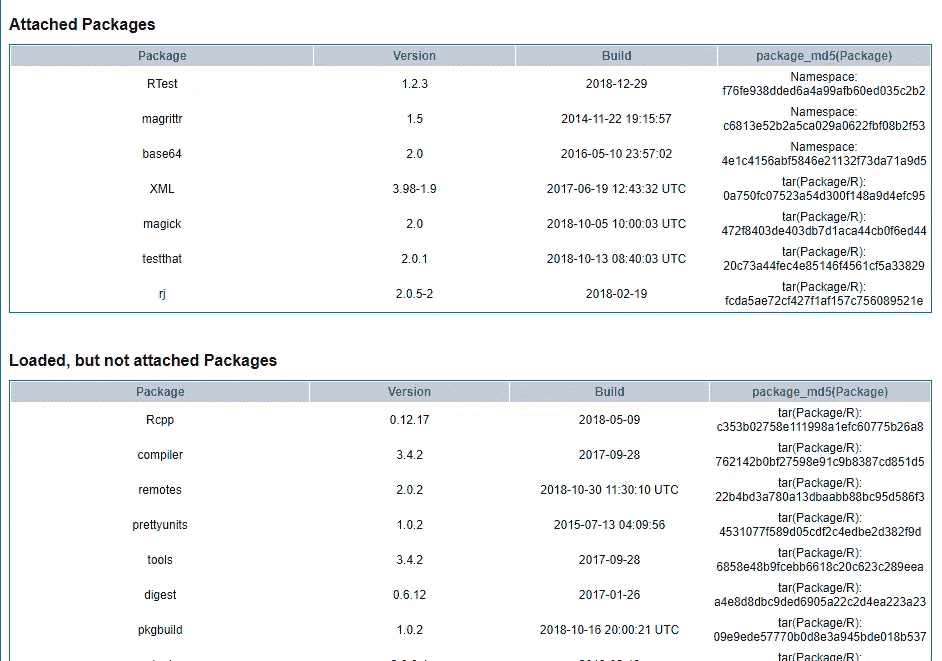 Attached Packages
Package Version Build package_md5(Package)
RTest 1.2.3 2018-12-29 Namespace:
f76fe938dded6a4a99afb60ed035c2b2
magrittr 1.5 2014-11-22 19:15:57 Namespace:
c6813e52b2a5ca029a0622fbf08b2f53
base64 2.0 2016-05-10 23:57:02 Namespace:
4e1c4156abf5846e21132f73da71a9d5
XML 3.98-1.9 2017-06-19 12:43:32 UTC tar(Package/R):
0a750fc07523a54d300f148a9d4efc95
magick 2.0 2018-10-05 10:00:03 UTC tar(Package/R):
472f8403de403db7d1aca44cb0f6ed44
testthat 2.0.1 2018-10-13 08:40:03 UTC tar(Package/R):
20c73a44fec4e85146f4561cf5a33829
rj 2.0.5-2 2018-02-19 tar(Package/R):
fcda5ae72cf427f1af157c756089521e
Loaded, but not attached Packages
Package Version Build package_md5(Package)
Rcpp 0.12.17 2018-05-09 tar(Package/R):
c353b02758e111998a1efc60775b26a8
compiler 3.4.2 2017-09-28 tar(Package/R):
762142b0bf27598e91c9b8387cd851d5
remotes 2.0.2 2018-10-30 11:30:10 UTC tar(Package/R):
22b4bd3a780a13dbaabb88bc95d586f3
prettyunits 1.0.2 2015-07-13 04:09:56 tar(Package/R):
4531077f589d05cdf2c4edbe2d382f9d
tools 3.4.2 2017-09-28 tar(Package/R):
6858e48b9fcebb6618c20c623c289eea
digest 0.6.12 2017-01-26 tar(Package/R):
a4e8d8dbc9ded6905a22c2d4ea223a23
pkgbuild 1.0.2 2018-10-16 20:00:21 UTC tar(Package/R):
09e9ede57770b0d8e3a945bde018b537
tar(Package/R):